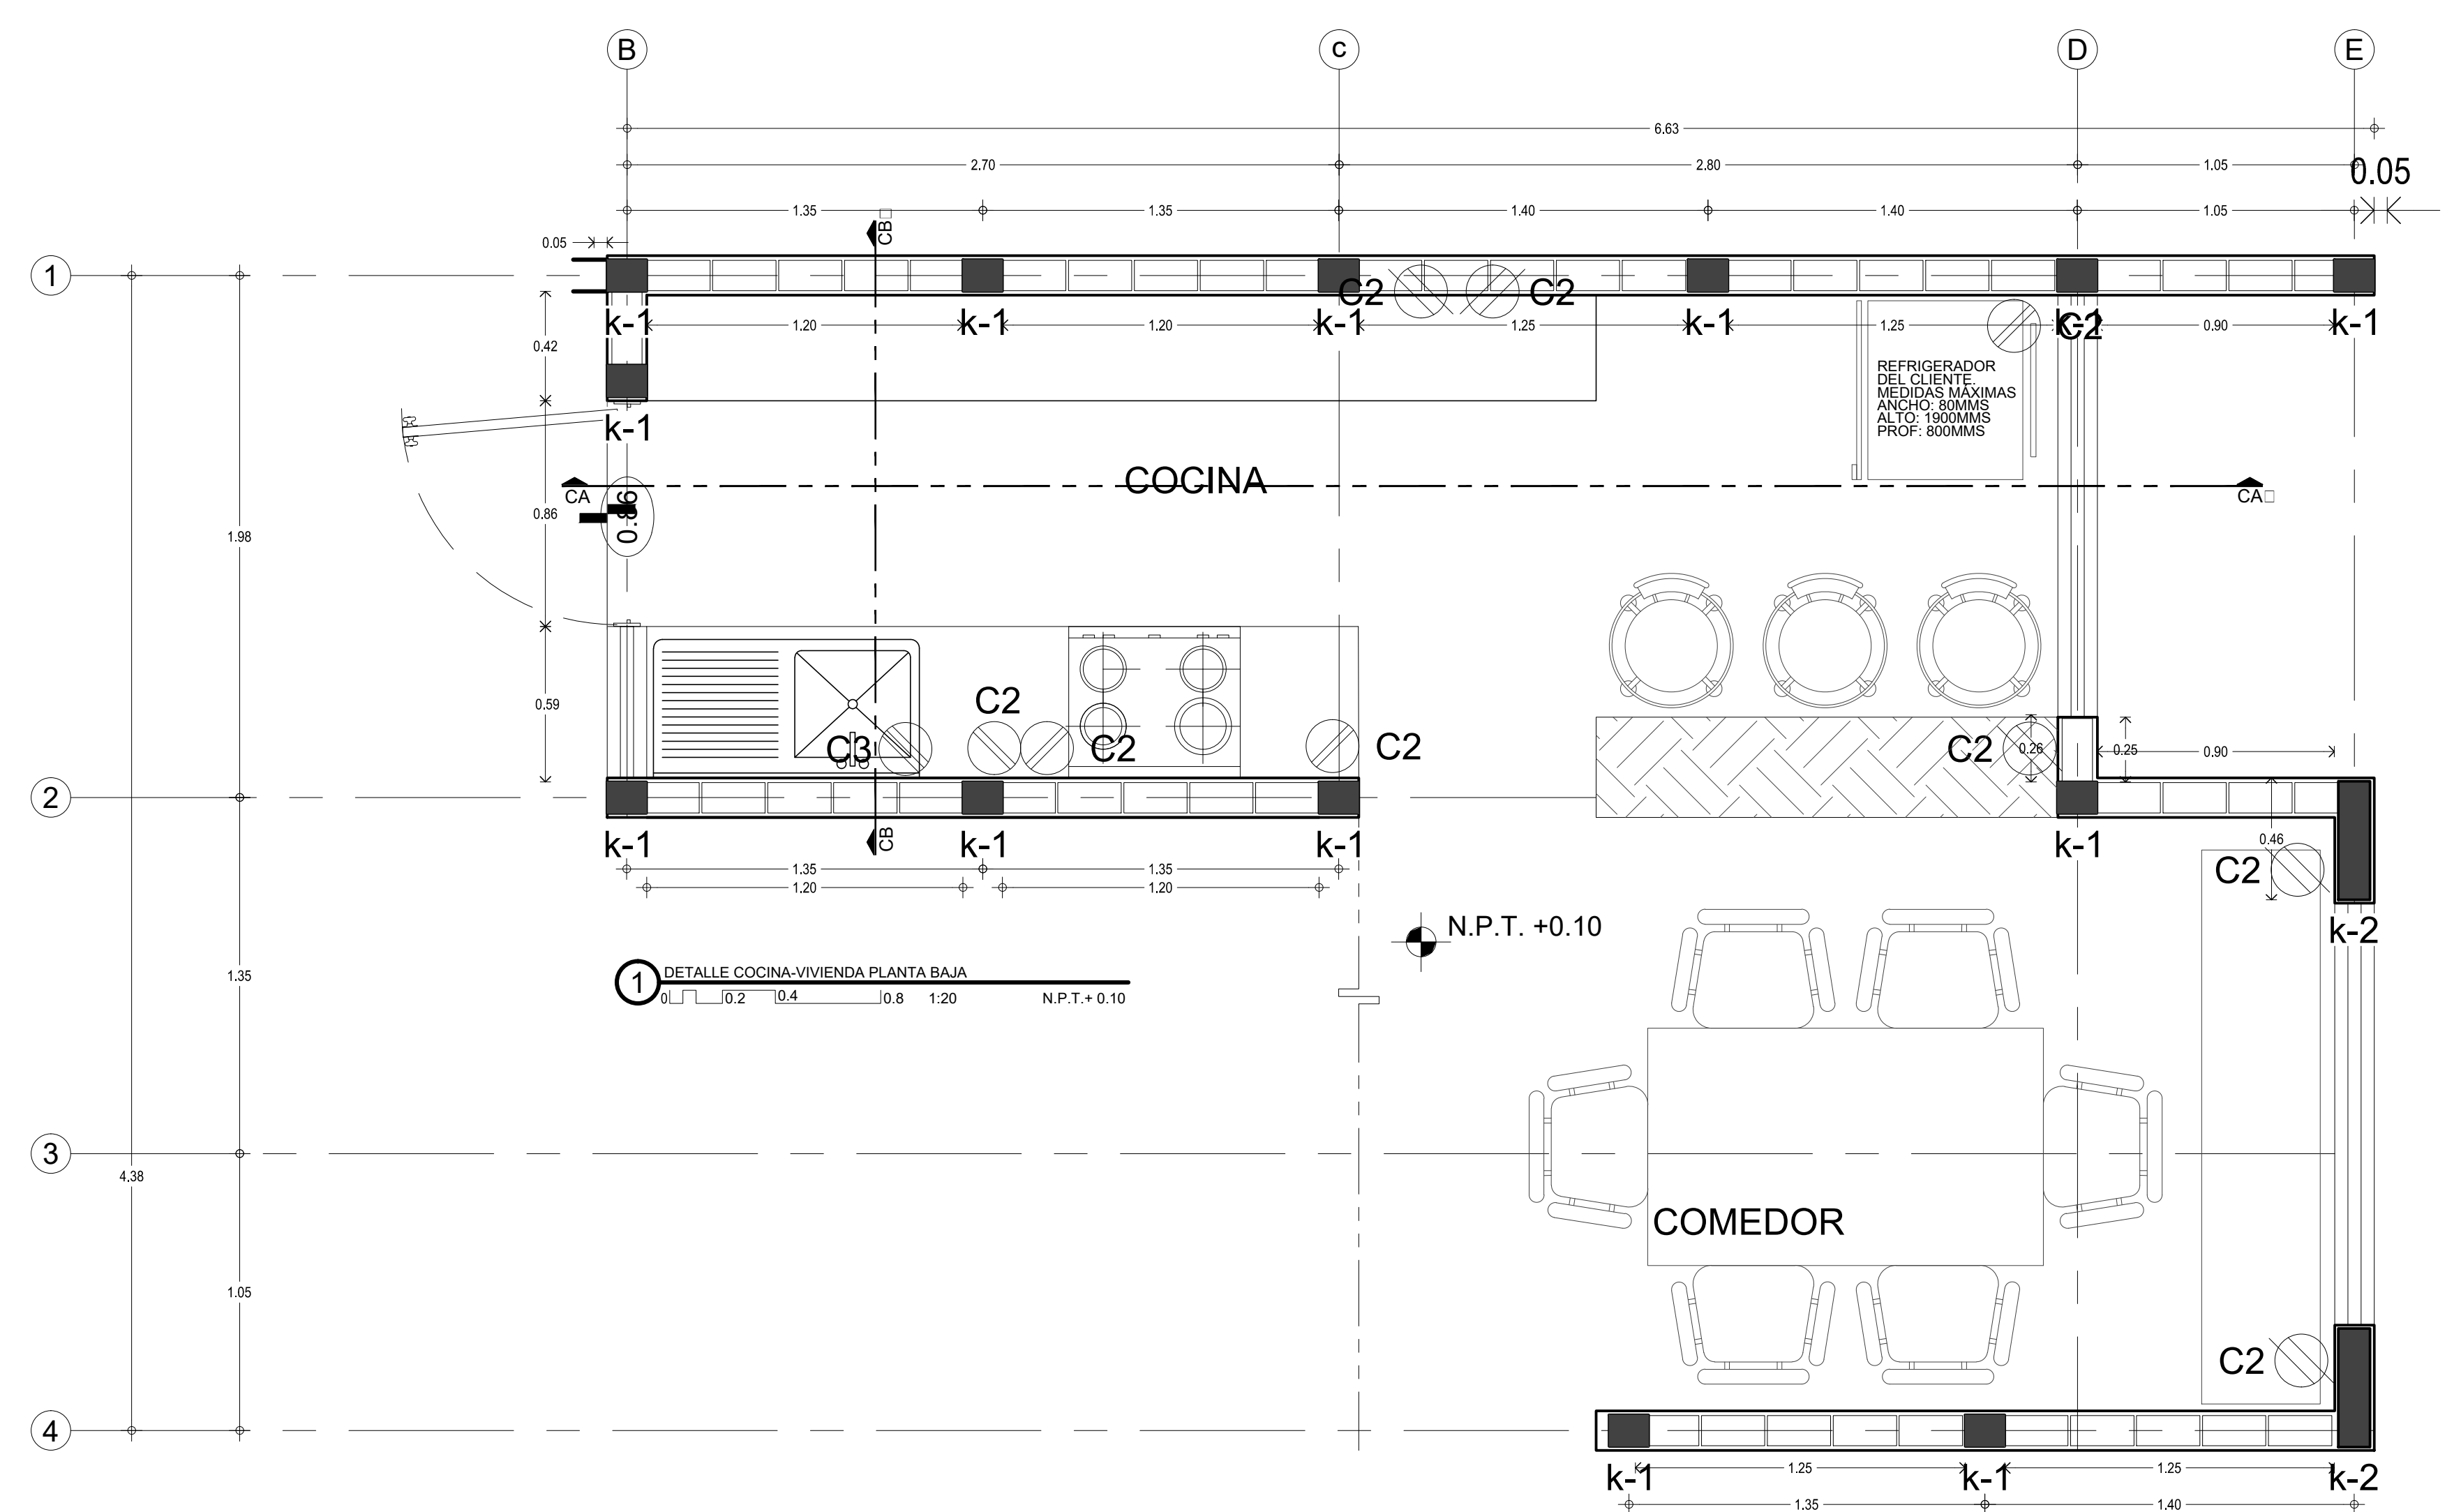 B
c
D
E
6.63
2.70
2.80
1.05
0.05
1.35
1.35
1.40
1.40
1.05
0.05
CB
1
C2
C2
k-1
1.20
k-1
1.20
k-1
1.25
k-1
1.25
k-1
C2
0.90
k-1
0.42
REFRIGERADOR
DEL CLIENTE.
MEDIDAS MÁXIMAS
ANCHO: 80MMS
ALTO: 1900MMS
PROF: 800MMS
k-1
COCINA
CA
CA
0.86
0.86
1.98
0.59
C2
C3
C2
C2
C2
0.26
0.25
0.90
2
k-1
k-1
k-1
k-1
CB
0.46
1.35
1.35
C2
1.20
1.20
N.P.T. +0.10
k-2
1
DETALLE COCINA-VIVIENDA PLANTA BAJA
0 0.2 0.4 0.8 1:20 N.P.T.+ 0.10
1.35
3
4.38
COMEDOR
1.05
C2
4
k-1
1.25
k-1
1.25
k-2
1.35
1.40